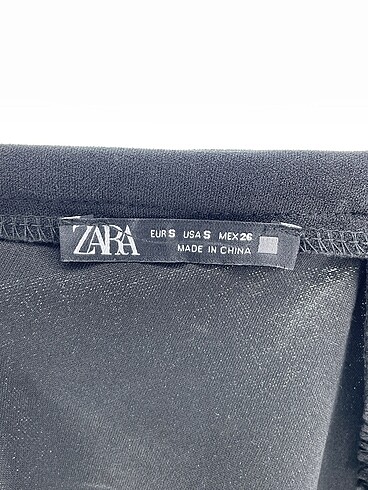 ZARA EUR S USA S MEX 26
MADE IN CHINA